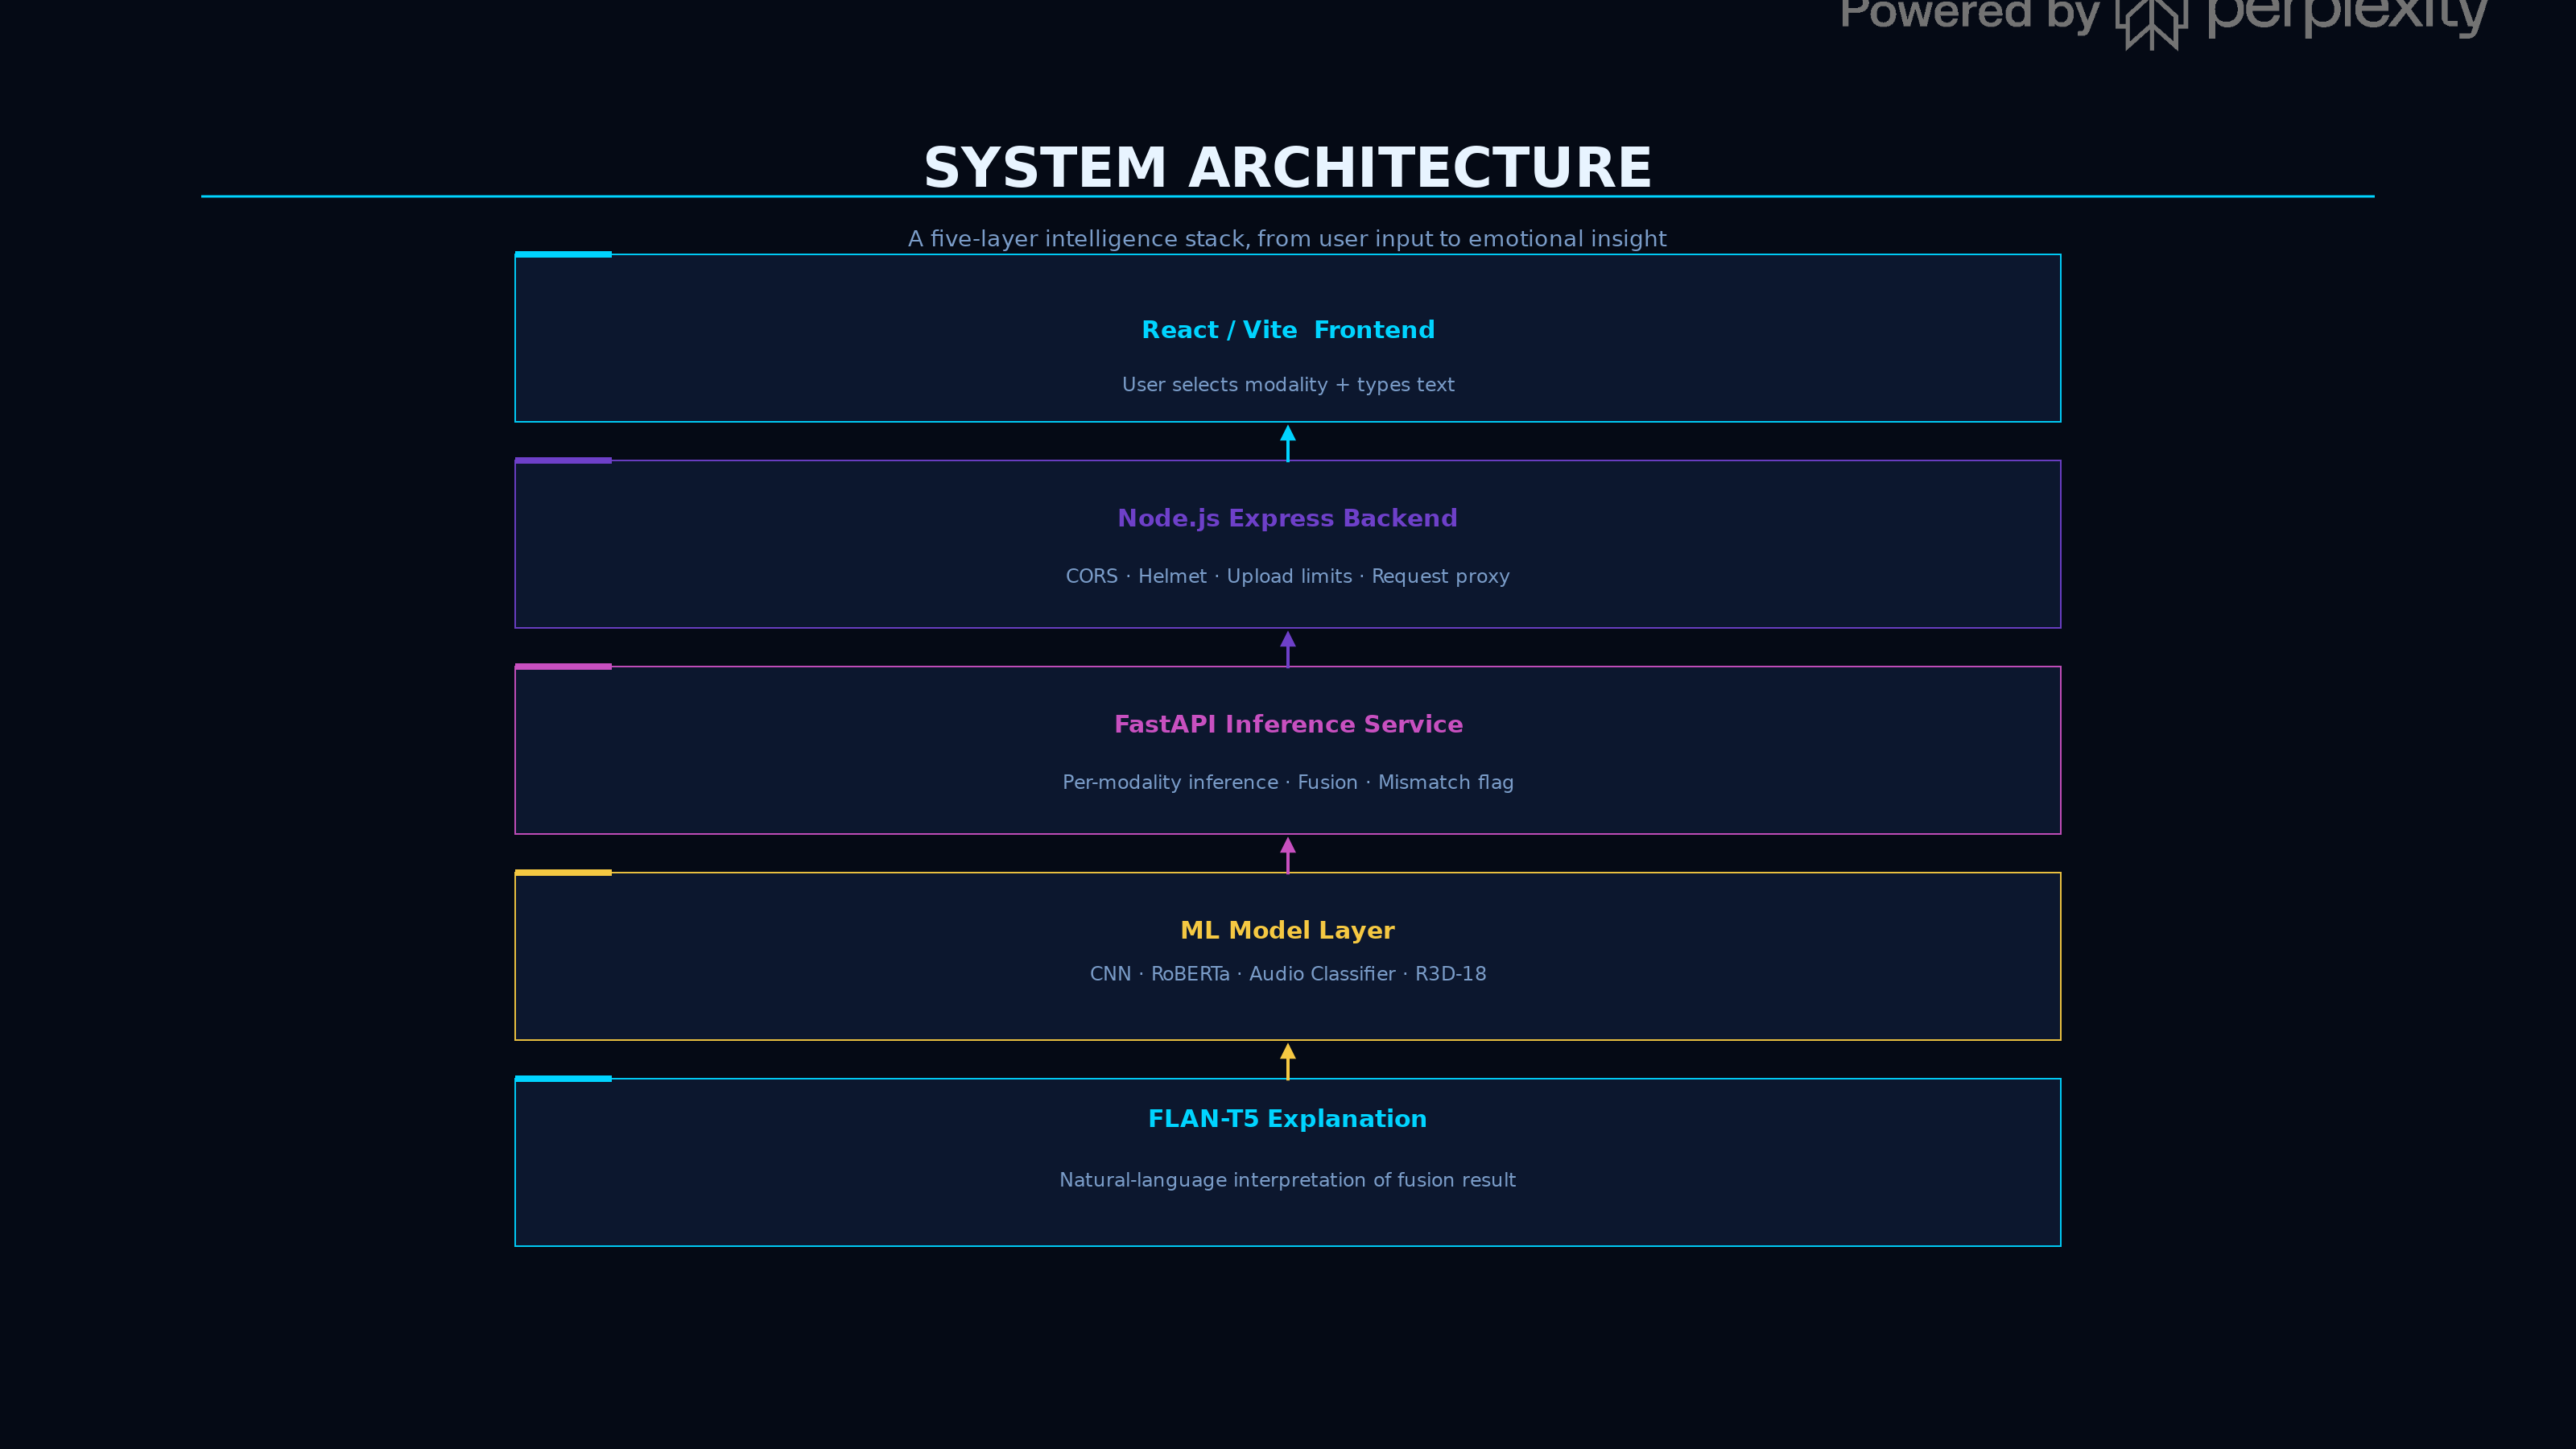 Powered by perplexity
SYSTEM ARCHITECTURE
A five-layer intelligence stack, from user input to emotional insight
React / Vite  Frontend
User selects modality + types text
Node.js Express Backend
CORS · Helmet · Upload limits · Request proxy
FastAPI Inference Service
Per-modality inference · Fusion · Mismatch flag
ML Model Layer
CNN · RoBERTa · Audio Classifier · R3D-18
FLAN-T5 Explanation
Natural-language interpretation of fusion result